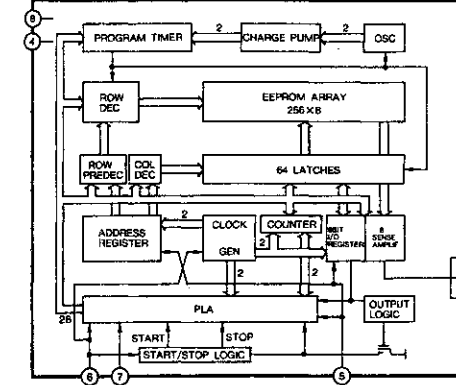 8
2
2
PROGRAM TIMER
CHARGE PUMP
OSC
4
ROW
DEC
EEPROM ARRAY
256 X 8
ROW
PREDEC
COL
DEC
64 LATCHES
2
ADDRESS
REGISTER
CLOCK
GEN
COUNTER
2
I/O
REGISTER
8
SENSE
AMPLIF
2
2
28
PLA
OUTPUT
LOGIC
START
STOP
START/STOP LOGIC
6
7
5